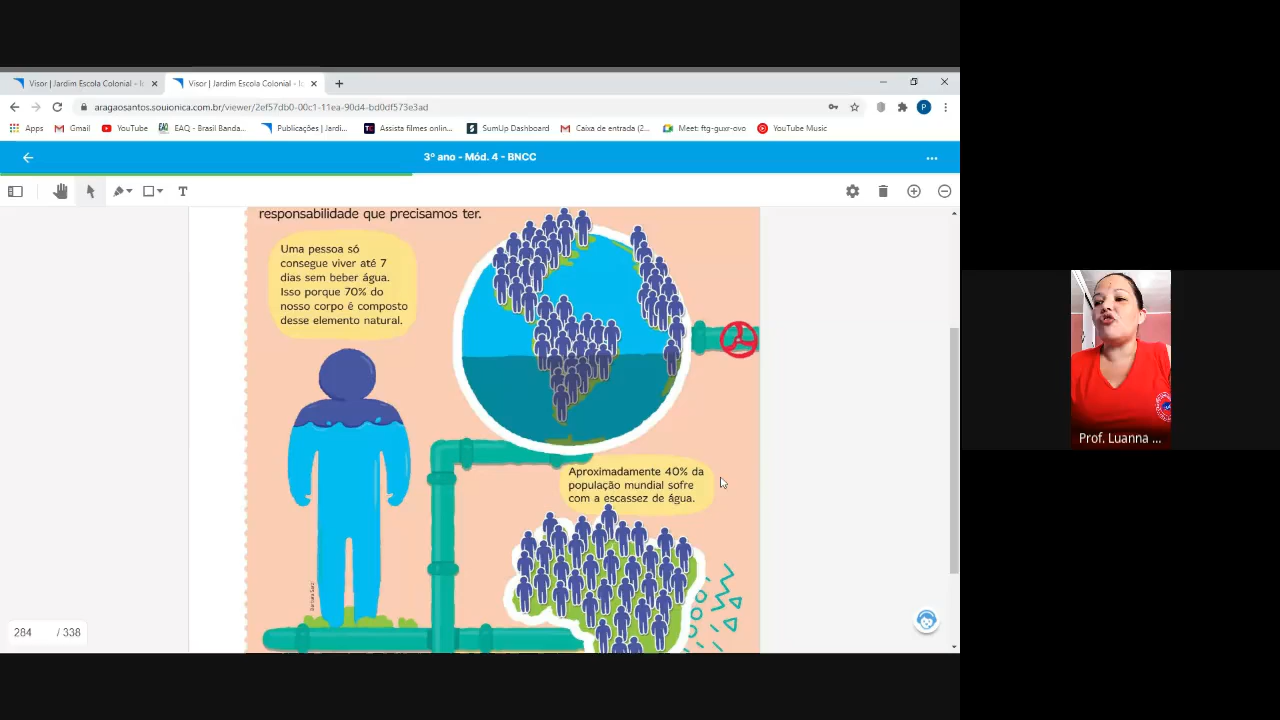 Visor | Jardim Escola Colonial - Ic
Visor | Jardim Escola Colonial - Ic
aragaosantos.souionica.com.br/viewer/2ef57db0-00c1-11ea-90d4-bd0df573e3ad
Apps
Gmail
YouTube
EAQ - Brasil Banda...
Publicações | Jardi...
Assista filmes onlin...
SumUp Dashboard
Caixa de entrada (2...
Meet: ftg-guxr-ovo
YouTube Music
3º ano - Mód. 4 - BNCC
responsabilidade que precisamos ter.
Uma pessoa só
consegue viver até 7
dias sem beber água.
Isso porque 70% do
nosso corpo é composto
desse elemento natural.
Aproximadamente 40% da
população mundial sofre
com a escassez de água.
284 / 338
Prof. Luanna ...